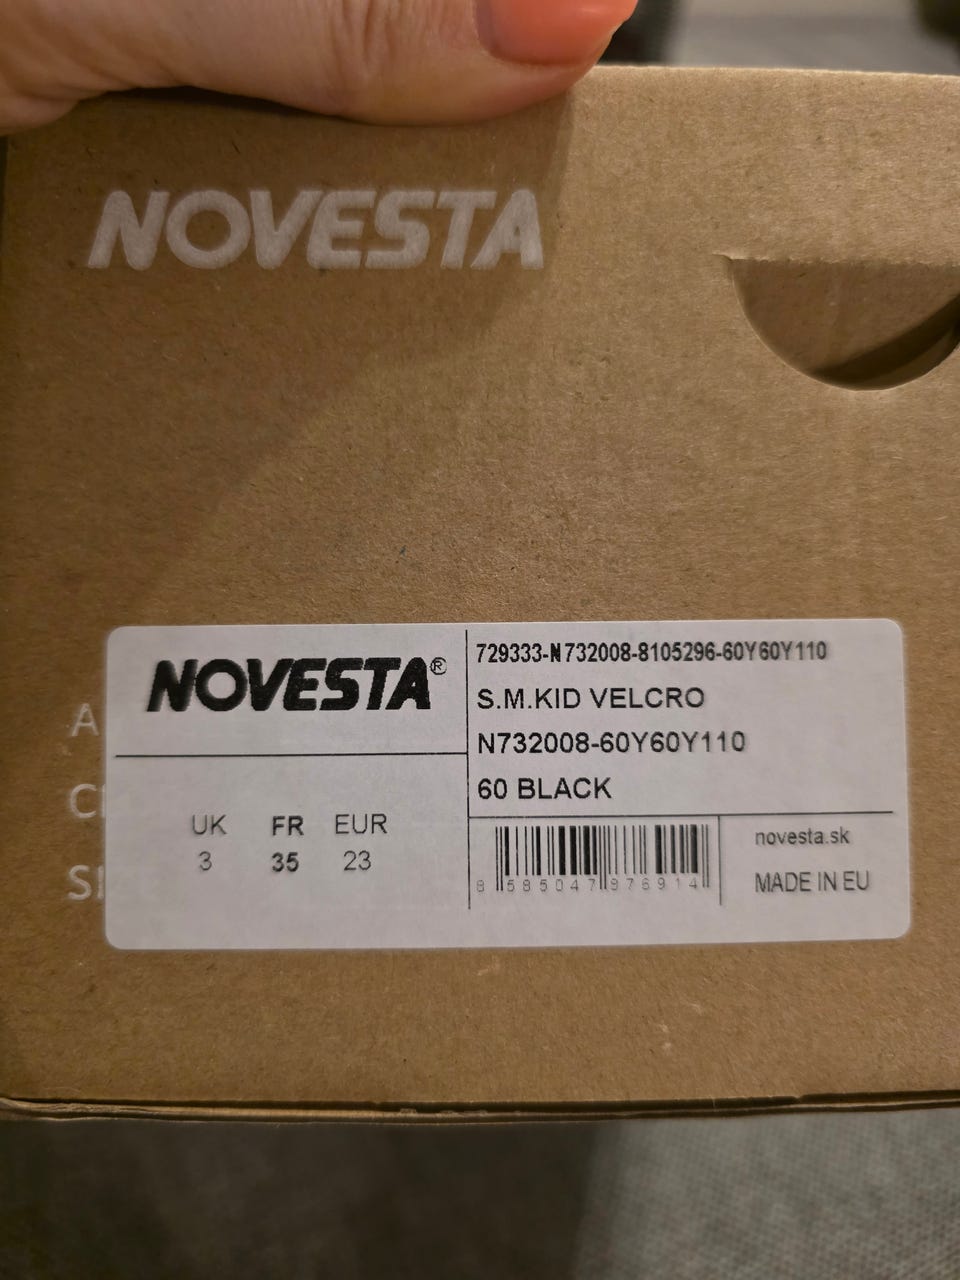 NOVESTA
NOVESTA®
729333-N732008-8105296-60Y60Y110
S.M.KID VELCRO
N732008-60Y60Y110
60 BLACK
UK FR EUR
3 35 23
8 585047 976914
novesta.sk
MADE IN EU
A